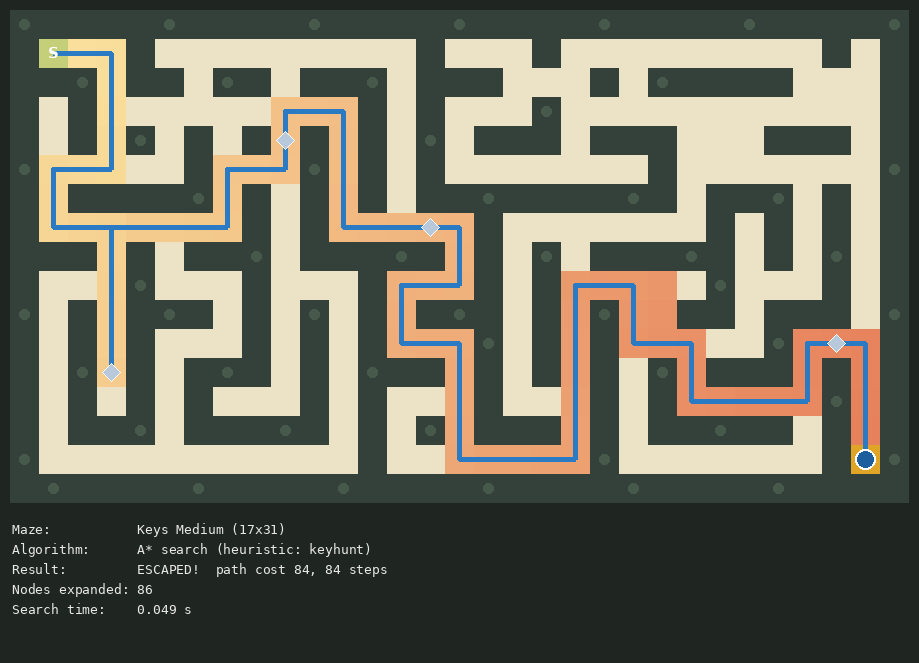 S
Maze: Keys Medium (17x31)
Algorithm: A* search (heuristic: keyhunt)
Result: ESCAPED! path cost 84, 84 steps
Nodes expanded: 86
Search time: 0.049 s